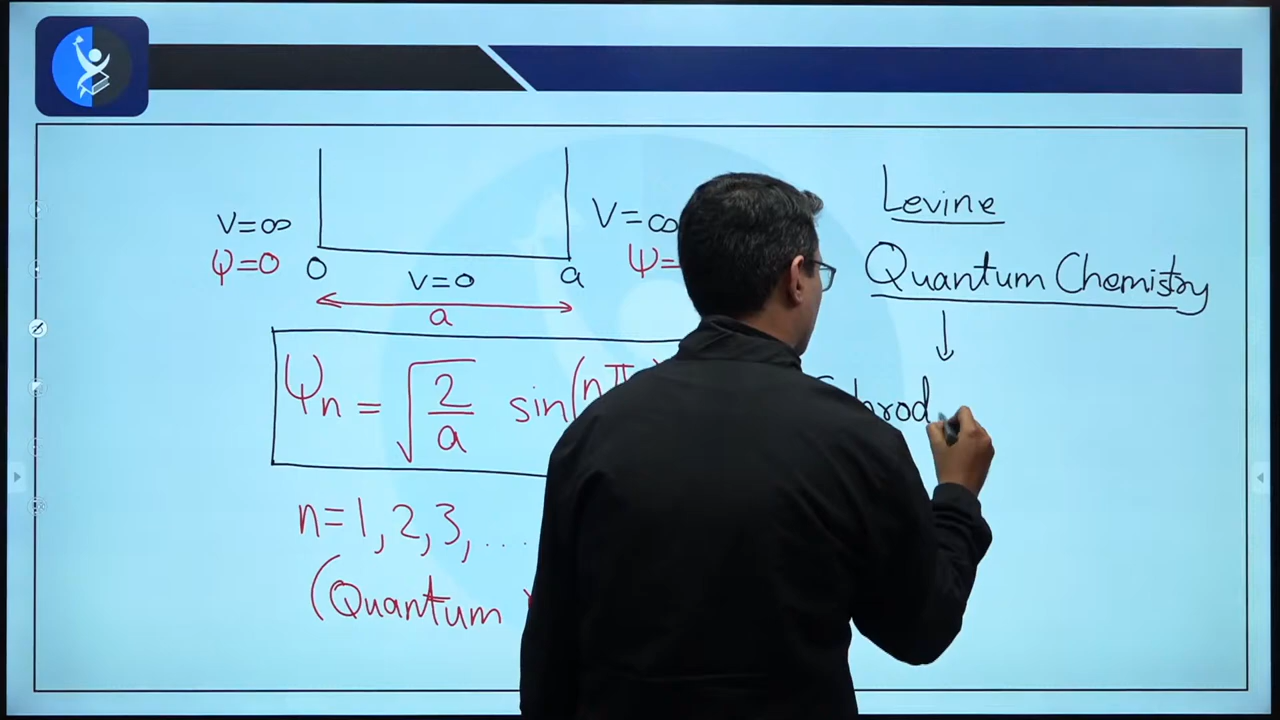 V=∞
ψ=0
0
V=0
a
V=∞
ψ=
a
ψn = √2/a sin(nπ
n=1,2,3,....
(Quantum
Levine
Quantum Chemistry
↓